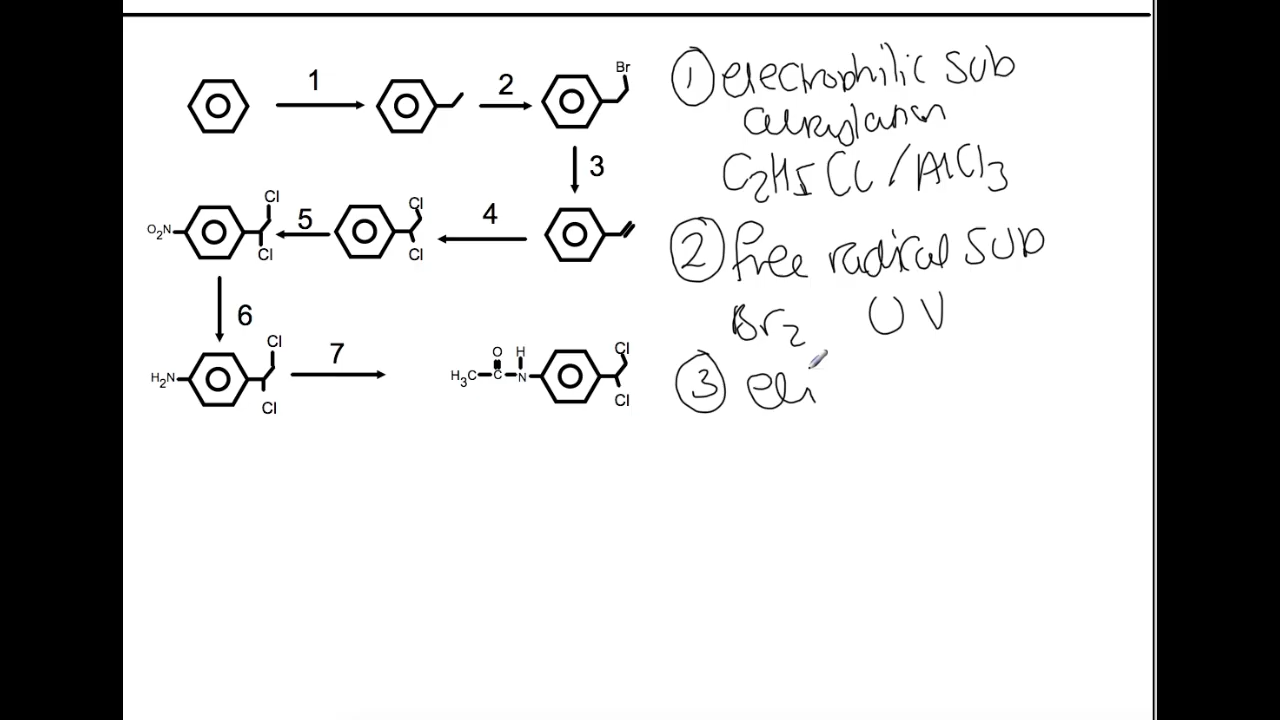 1
2
Br
3
4
Cl
Cl
5
O₂N
Cl
Cl
6
H₂N
Cl
Cl
7
H₃C C O N H
Cl
Cl
① electrophilic sub
alkylation
C₂H₅Cl / AlCl₃
② free radical sub
Br₂ UV
③ eli